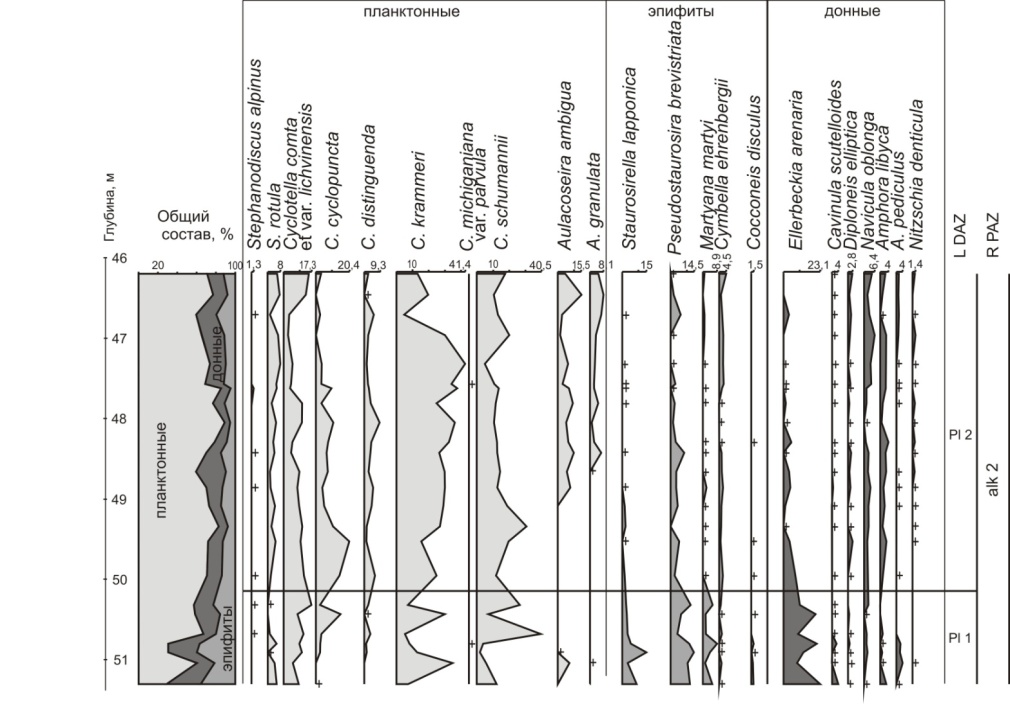 планктонные
эпифиты
донные
Глубина, м
Общий
состав, %
Stephanodiscus alpinus
S. rotula
Cyclotella comta
et var. lichvinensis
C. cyclopuncta
C. distinguenda
C. krammeri
C. michiganiana
var. parvula
C. schumannii
Aulacoseira ambigua
A. granulata
Staurosirella lapponica
Pseudostaurosira brevistriata
Martyana martyi
Cymbella ehrenbergii
Cocconeis disculus
Ellerbeckia arenaria
Cavinula scutelloides
Diploneis elliptica
Navicula oblonga
Amphora libyca
A. pediculus
Nitzschia denticula
L DAZ
R PAZ
20
100
1,3
8
17,3
20,4
9,3
10
41,4
10
40,5
15,5
8
1
15
14,5
8,9
4,5
1,5
23,1
4
2,8
6,4
4
4
1,4
46
47
48
49
50
51
планктонные
донные
эпифиты
Pl 2
Pl 1
alk 2